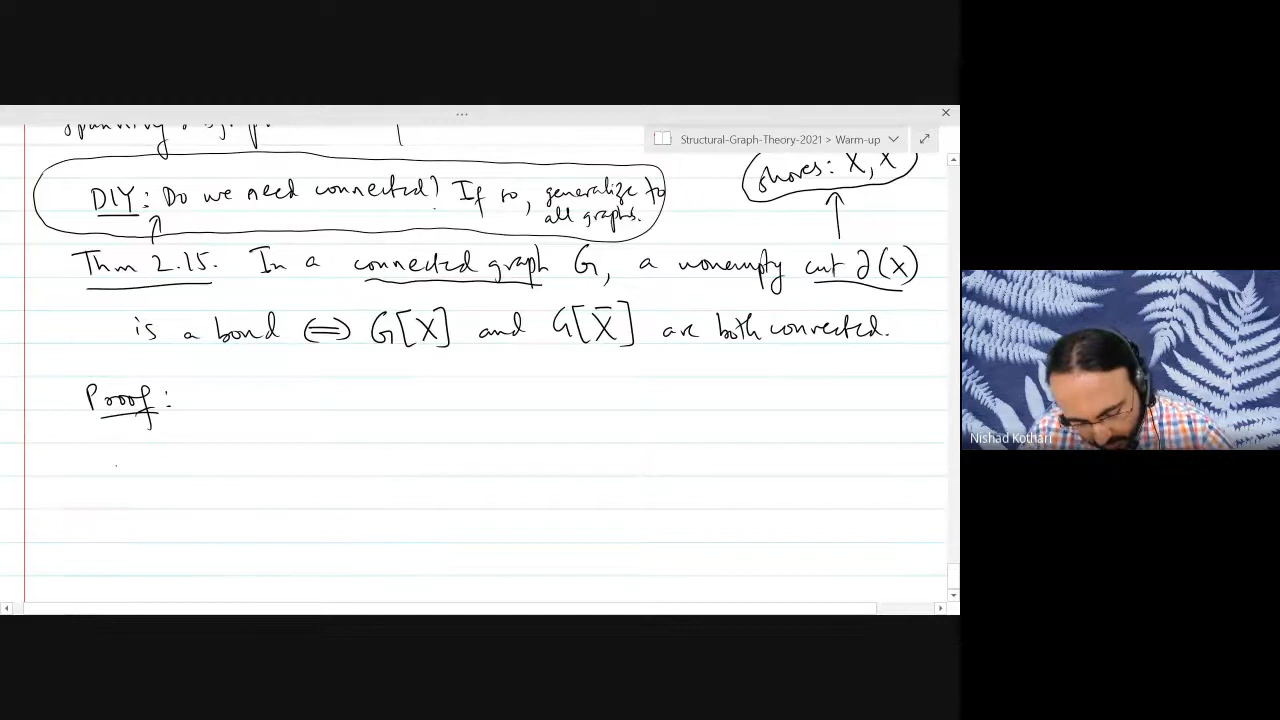 Structural-Graph-Theory-2021 > Warm-up
shores: X, X̄
DIY: Do we need connected? If so, generalize to
all graphs.
Thm 2.15. In a connected graph G, a nonempty cut ∂(X)
is a bond ⟺ G[X] and G[X̄] are both connected.
Proof:
Nishad Kothari